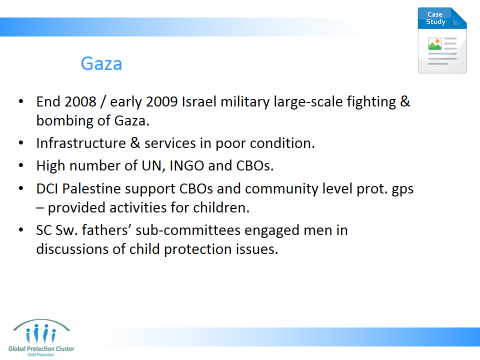 Case
Study
Gaza
• End 2008 / early 2009 Israel military large-scale fighting &
bombing of Gaza.
• Infrastructure & services in poor condition.
• High number of UN, INGO and CBOs.
• DCI Palestine support CBOs and community level prot. gps
– provided activities for children.
• SC Sw. fathers’ sub-committees engaged men in
discussions of child protection issues.
Global Protection Cluster
Child Protection